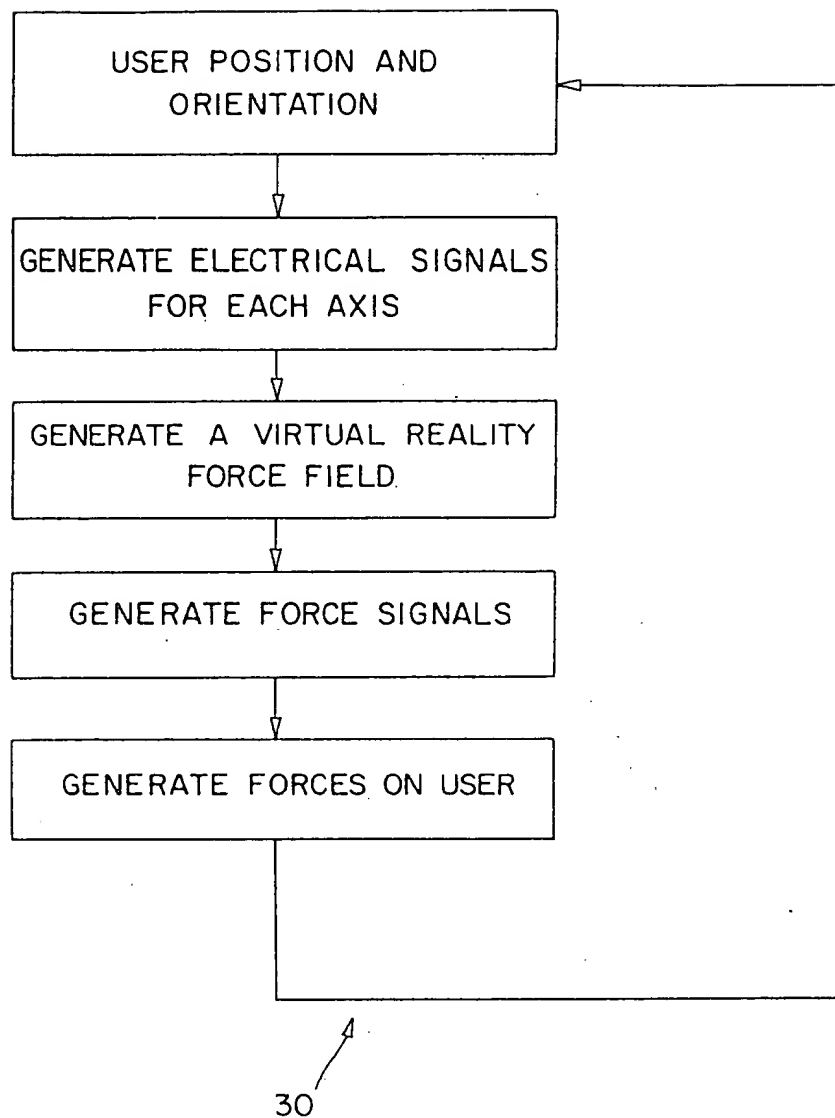 USER POSITION AND
ORIENTATION
GENERATE ELECTRICAL SIGNALS
FOR EACH AXIS
GENERATE A VIRTUAL REALITY
FORCE FIELD
GENERATE FORCE SIGNALS
GENERATE FORCES ON USER
30